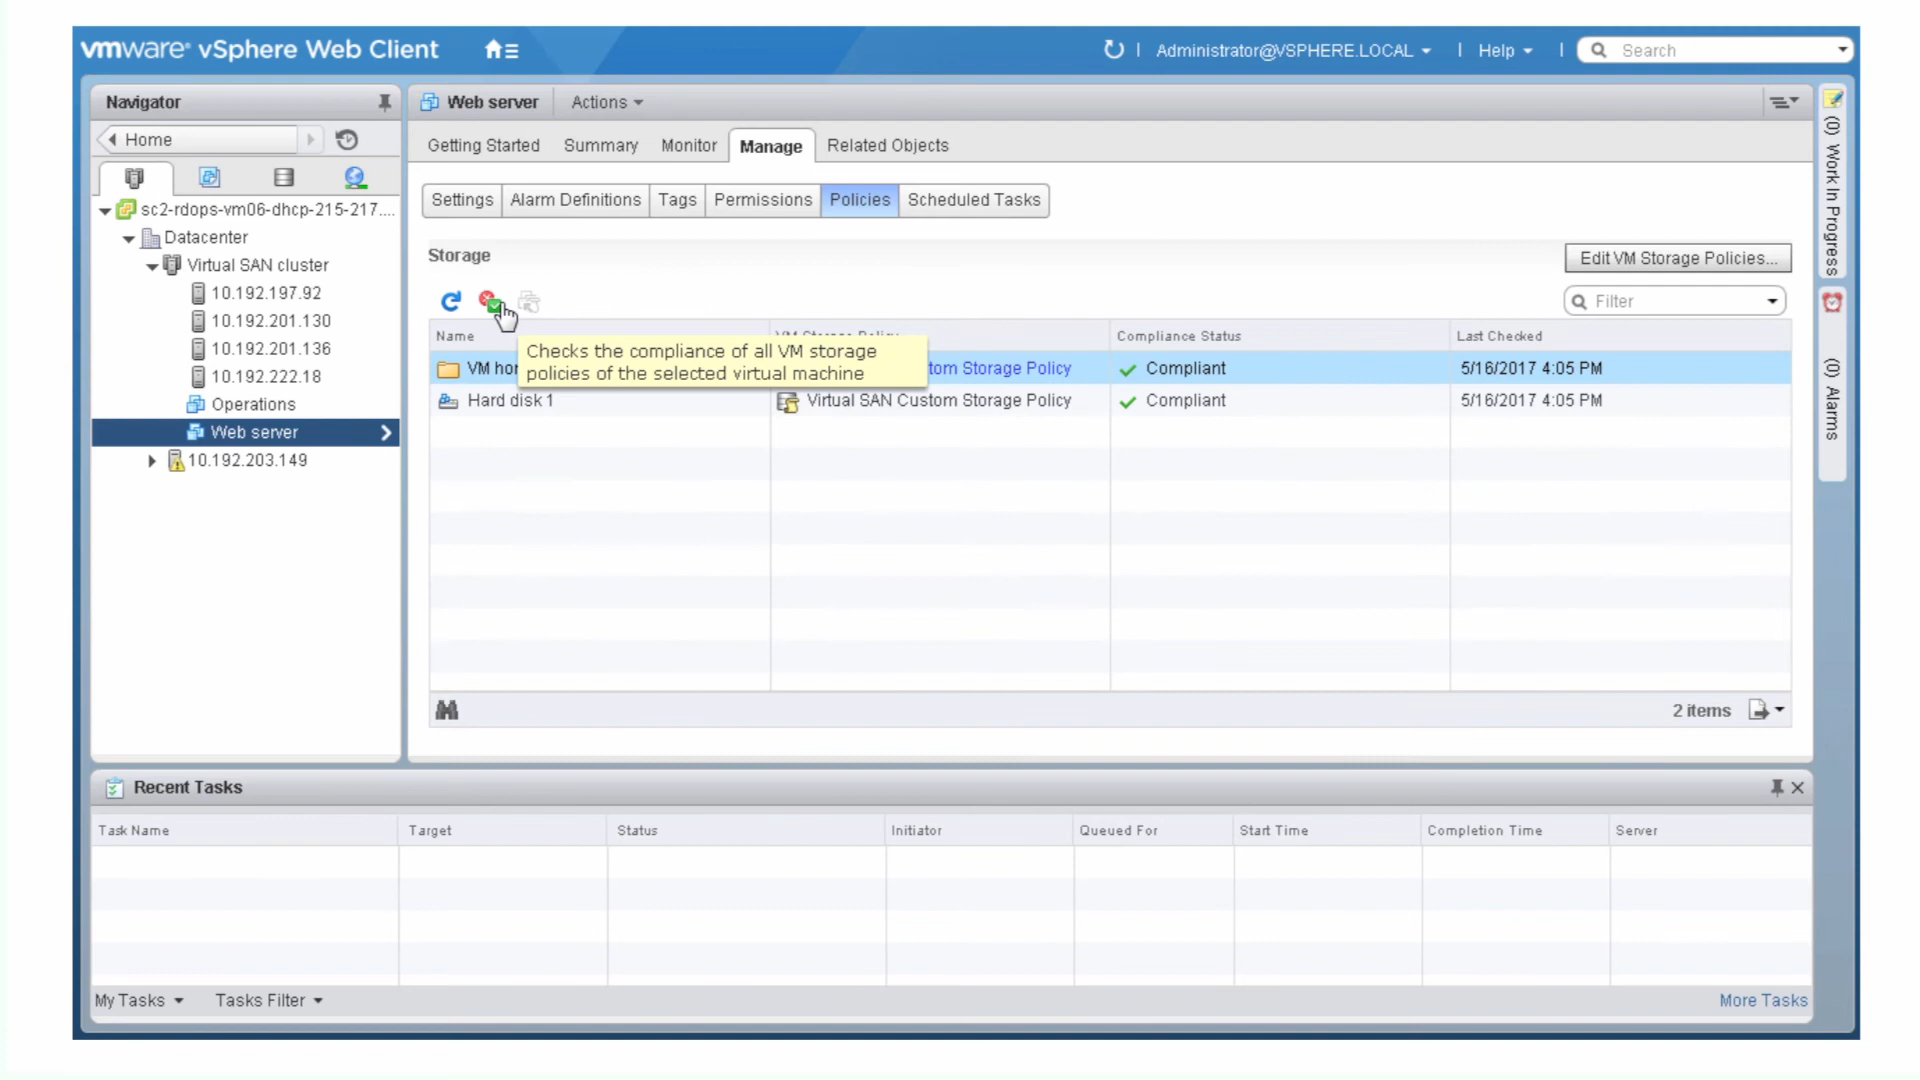 vmware® vSphere Web Client
Administrator@VSPHERE.LOCAL
Help
Search
Navigator
Home
sc2-rdops-vm06-dhcp-215-217....
Datacenter
Virtual SAN cluster
10.192.197.92
10.192.201.130
10.192.201.136
10.192.222.18
Operations
Web server
10.192.203.149
Web server
Actions
Getting Started Summary Monitor Manage Related Objects
Settings Alarm Definitions Tags Permissions Policies Scheduled Tasks
Storage
Edit VM Storage Policies...
Filter
Name VM Storage Policy Compliance Status Last Checked
Checks the compliance of all VM storage
policies of the selected virtual machine
VM Storage Policy Compliant 5/16/2017 4:05 PM
Hard disk 1 Virtual SAN Custom Storage Policy Compliant 5/16/2017 4:05 PM
2 items
(0) Work In Progress
(0) Alarms
Recent Tasks
Task Name Target Status Initiator Queued For Start Time Completion Time Server
My Tasks Tasks Filter More Tasks